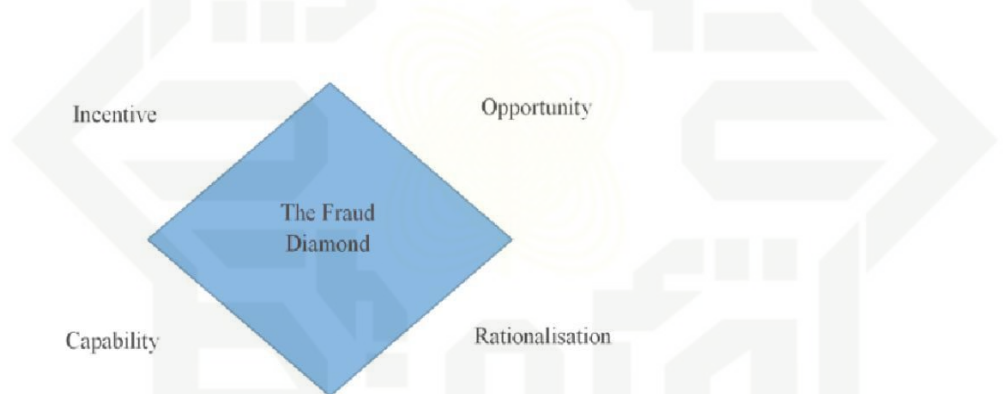 Incentive
Opportunity
The Fraud
Diamond
Capability
Rationalisation